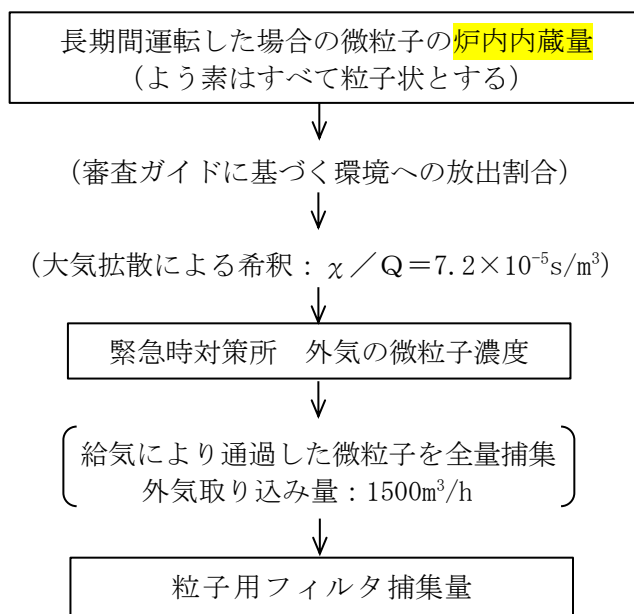 長期間運転した場合の微粒子の炉内内蔵量
(よう素はすべて粒子状とする)
(審査ガイドに基づく環境への放出割合)
(大気拡散による希釈：χ／Q＝7.2×10⁻⁵s/m³)
緊急時対策所　外気の微粒子濃度
給気により通過した微粒子を全量捕集
外気取り込み量：1500m³/h
粒子用フィルタ捕集量